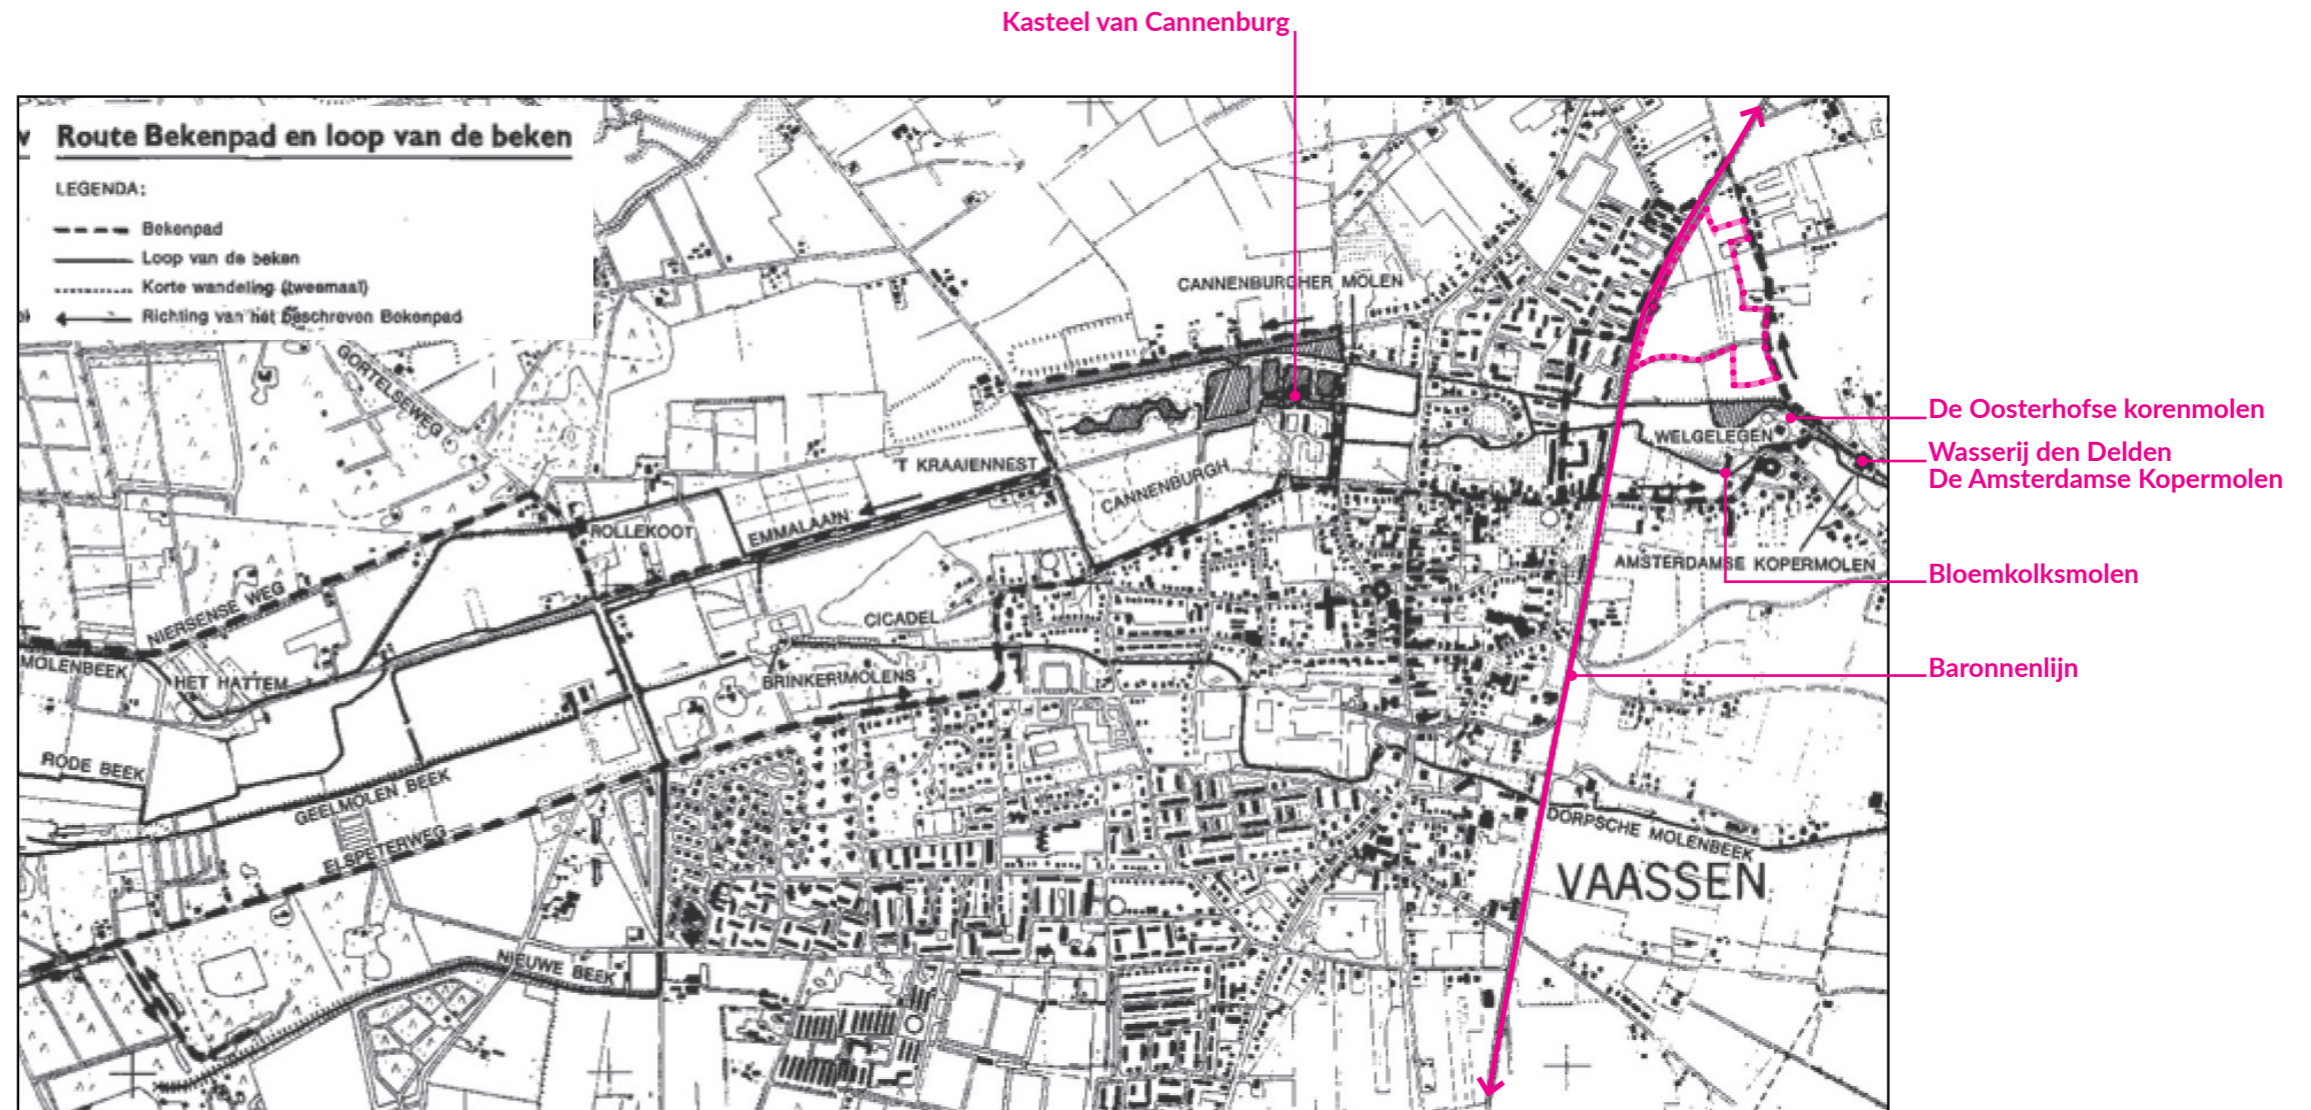 Kasteel van Cannenburg
Route Bekenpad en loop van de beken
LEGENDA:
Bekenpad
Loop van de beken
Korte wandeling (tweemaal)
Richting van het beschreven Bekenpad
CANNENBURGHER MOLEN
GORTELSEWEG
De Oosterhofse korenmolen
WELGELEGEN
Wasserij den Delden
De Amsterdamse Kopermolen
'T KRAAIENNEST
CANNENBURGH
ROLLEKOOT
EMMALAAN
AMSTERDAMSE KOPERMOLEN
Bloemkolksmolen
NIERSENSE WEG
CICADEL
MOLENBEEK
HET HATTEM
BRINKERMOLENS
Baronnenlijn
RODE BEEK
GEELMOLEN BEEK
ELSPETERWEG
DORPSCHE MOLENBEEK
VAASSEN
NIEUWE BEEK